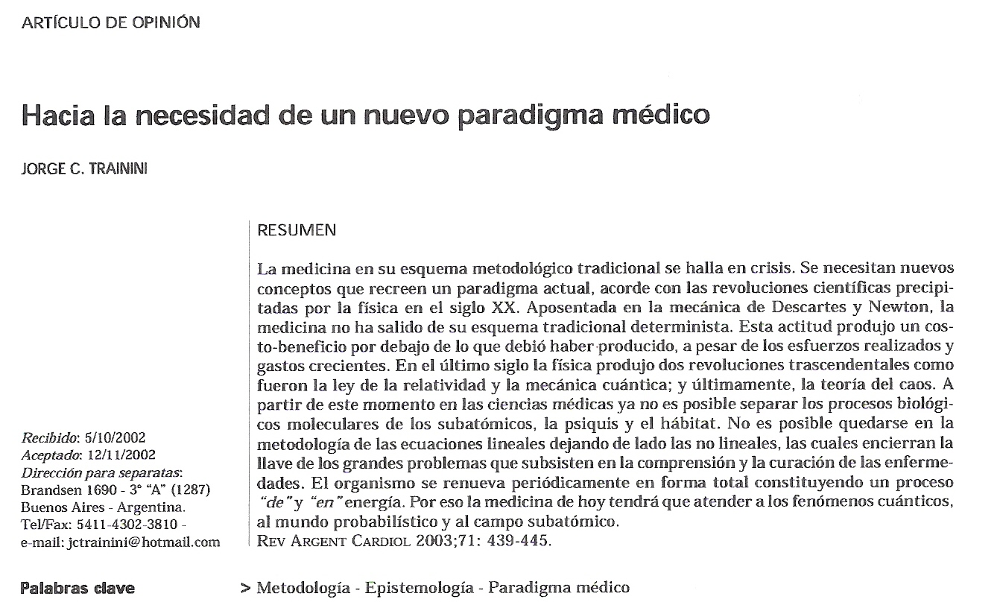 ARTÍCULO DE OPINIÓN
Hacia la necesidad de un nuevo paradigma médico
JORGE C. TRAININI
RESUMEN
La medicina en su esquema metodológico tradicional se halla en crisis. Se necesitan nuevos
conceptos que recreen un paradigma actual, acorde con las revoluciones científicas precipi-
tadas por la física en el siglo XX. Aposentada en la mecánica de Descartes y Newton, la
medicina no ha salido de su esquema tradicional determinista. Esta actitud produjo un cos-
to-beneficio por debajo de lo que debió haber producido, a pesar de los esfuerzos realizados y
gastos crecientes. En el último siglo la física produjo dos revoluciones trascendentales como
fueron la ley de la relatividad y la mecánica cuántica; y últimamente, la teoría del caos. A
partir de este momento en las ciencias médicas ya no es posible separar los procesos biológi-
cos moleculares de los subatómicos, la psiquis y el hábitat. No es posible quedarse en la
metodología de las ecuaciones lineales dejando de lado las no lineales, las cuales encierran la
llave de los grandes problemas que subsisten en la comprensión y la curación de las enferme-
dades. El organismo se renueva periódicamente en forma total constituyendo un proceso
“de” y “en” energía. Por eso la medicina de hoy tendrá que atender a los fenómenos cuánticos,
al mundo probabilístico y al campo subatómico.
REV ARGENT CARDIOL 2003;71: 439-445.
Recibido: 5/10/2002
Aceptado: 12/11/2002
Dirección para separatas:
Brandsen 1690 - 3° “A” (1287)
Buenos Aires - Argentina.
Tel/Fax: 5411-4302-3810 -
e-mail: jctrainini@hotmail.com
Palabras clave > Metodología - Epistemología - Paradigma médico